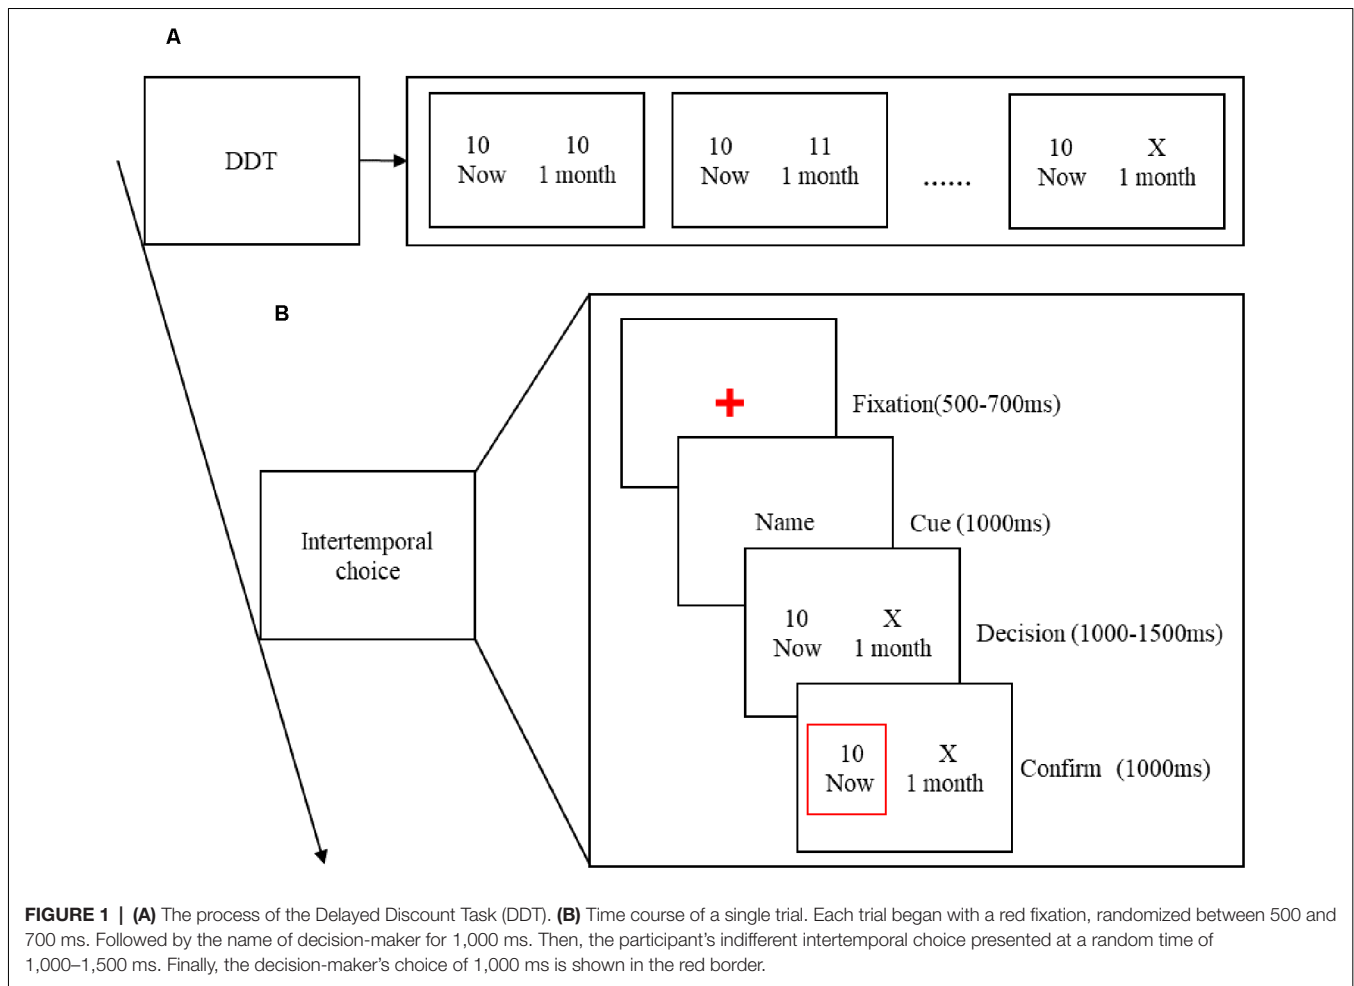 A
DDT
10 10
Now 1 month
10 11
Now 1 month
......
10 X
Now 1 month
B
Intertemporal
choice
Fixation(500-700ms)
Name
Cue (1000ms)
10 X
Now 1 month
Decision (1000-1500ms)
10 X
Now 1 month
Confirm (1000ms)
FIGURE 1 | (A) The process of the Delayed Discount Task (DDT). (B) Time course of a single trial. Each trial began with a red fixation, randomized between 500 and
700 ms. Followed by the name of decision-maker for 1,000 ms. Then, the participant's indifferent intertemporal choice presented at a random time of
1,000–1,500 ms. Finally, the decision-maker's choice of 1,000 ms is shown in the red border.